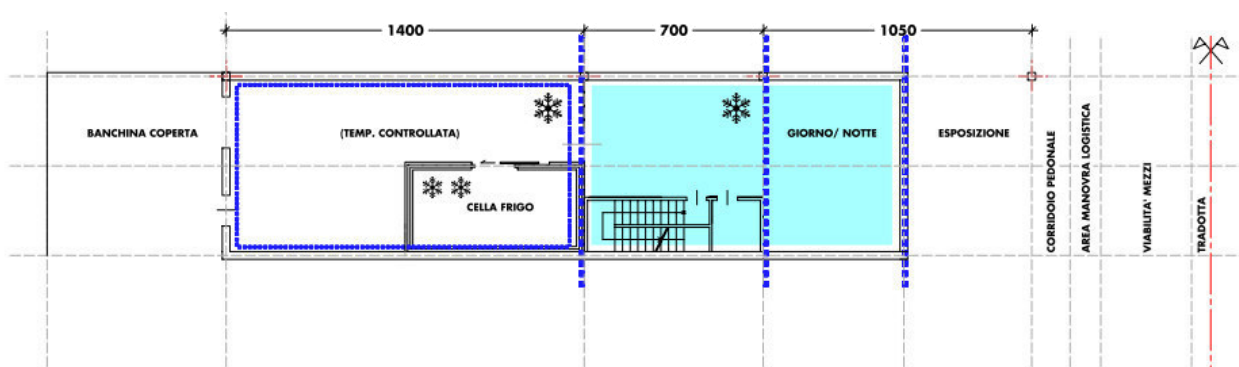 1400
700
1050
BANCHINA COPERTA
(TEMP. CONTROLLATA)
GIORNO/ NOTTE
ESPOSIZIONE
CELLA FRIGO
CORRIDOIO PEDONALE
AREA MANOVRA LOGISTICA
VIABILITA' MEZZI
TRADOTTA